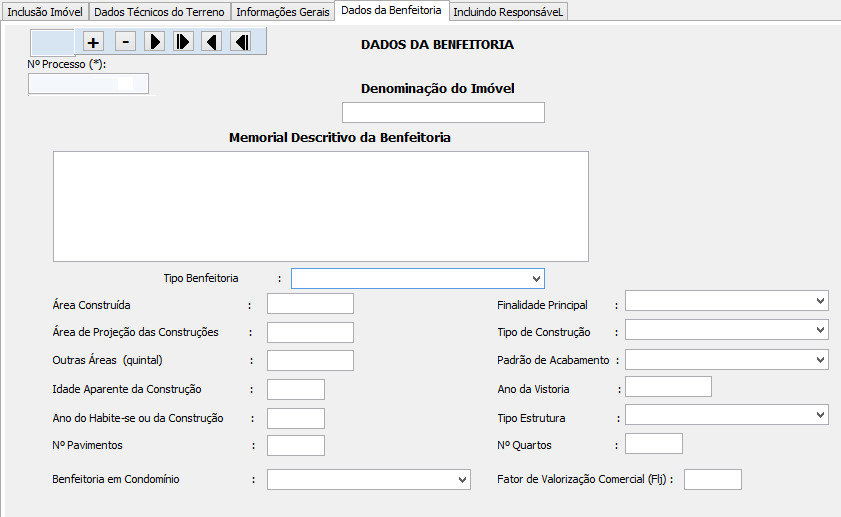 Inclusão Imóvel Dados Técnicos do Terreno Informações Gerais Dados da Benfeitoria Incluindo ResponsáveL
+ -
DADOS DA BENFEITORIA
Nº Processo (*):
Denominação do Imóvel
Memorial Descritivo da Benfeitoria
Tipo Benfeitoria :
Área Construída : Finalidade Principal :
Área de Projeção das Construções : Tipo de Construção :
Outras Áreas (quintal) : Padrão de Acabamento :
Idade Aparente da Construção : Ano da Vistoria :
Ano do Habite-se ou da Construção : Tipo Estrutura :
Nº Pavimentos : Nº Quartos :
Benfeitoria em Condomínio : Fator de Valorização Comercial (Flj) :